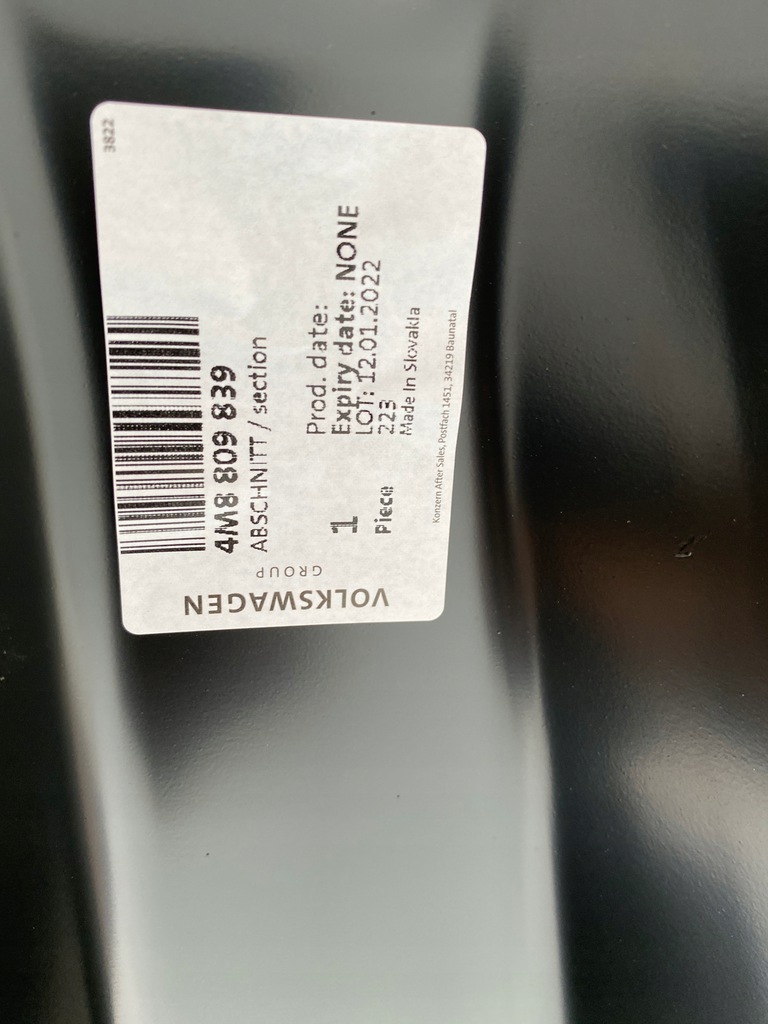 3822
4M8 809 839
ABSCHNITT / section
Prod. date:
Expiry date: NONE
LOT: 12.01.2022
1
223
Piece
Made In Slovakia
Konzern After Sales, Postfach 1451, 34219 Baunatal
VOLKSWAGEN
GROUP